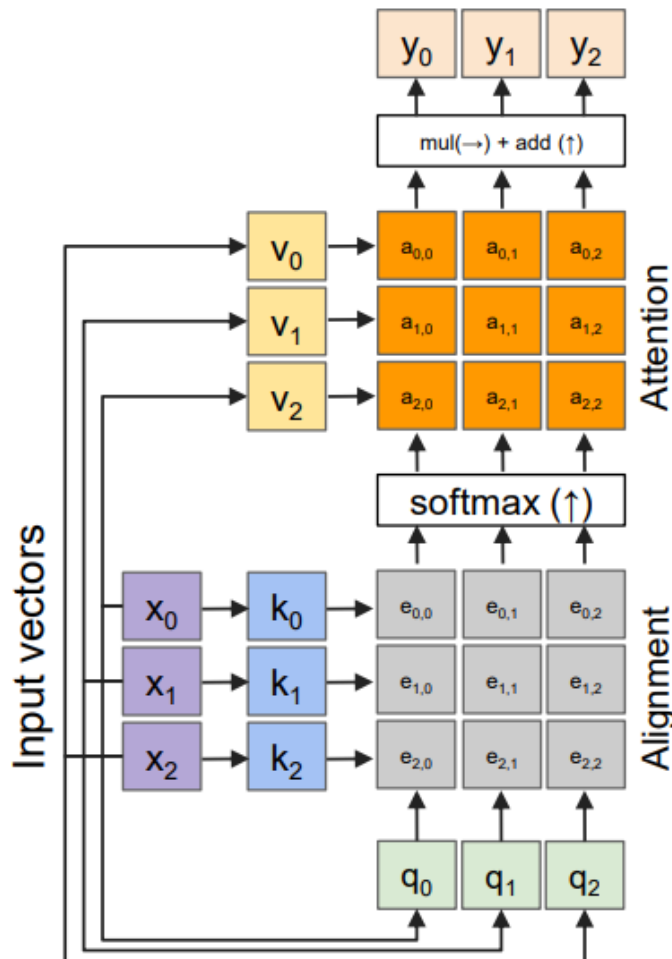 y0 y1 y2
mul(→) + add (↑)
v0 a0,0 a0,1 a0,2
v1 a1,0 a1,1 a1,2
v2 a2,0 a2,1 a2,2
Attention
softmax (↑)
Input vectors
x0 k0 e0,0 e0,1 e0,2
x1 k1 e1,0 e1,1 e1,2
x2 k2 e2,0 e2,1 e2,2
Alignment
q0 q1 q2